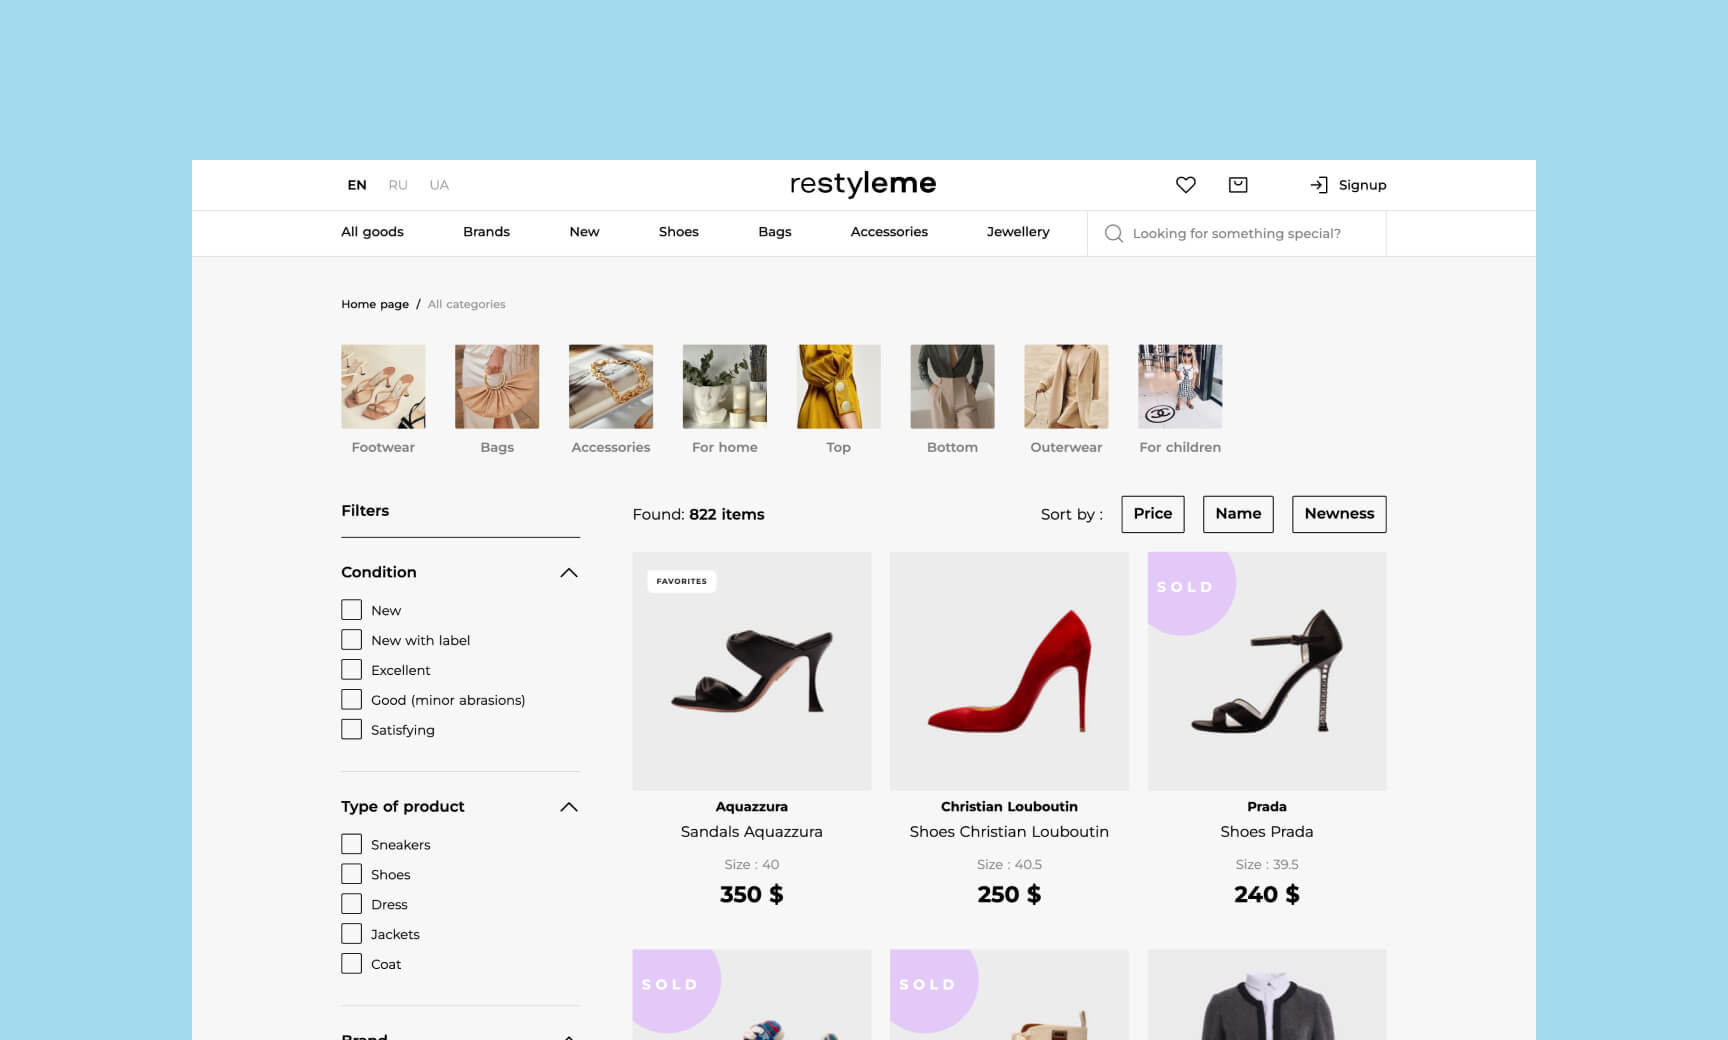 EN RU UA
restyleme
Signup
All goods Brands New Shoes Bags Accessories Jewellery
Looking for something special?
Home page / All categories
Footwear Bags Accessories For home Top Bottom Outerwear For children
Filters
Condition
New
New with label
Excellent
Good (minor abrasions)
Satisfying
Type of product
Sneakers
Shoes
Dress
Jackets
Coat
Brand
Found: 822 items
Sort by : Price Name Newness
FAVORITES
Aquazzura
Sandals Aquazzura
Size : 40
350 $
Christian Louboutin
Shoes Christian Louboutin
Size : 40.5
250 $
SOLD
Prada
Shoes Prada
Size : 39.5
240 $
SOLD
SOLD